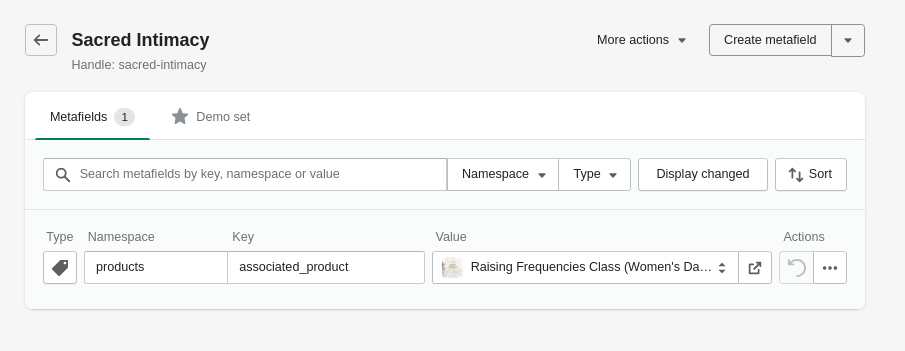 Sacred Intimacy
More actions
Create metafield
Handle: sacred-intimacy
Metafields 1
Demo set
Search metafields by key, namespace or value
Namespace
Type
Display changed
Sort
Type Namespace Key Value Actions
products associated_product Raising Frequencies Class (Women's Da...